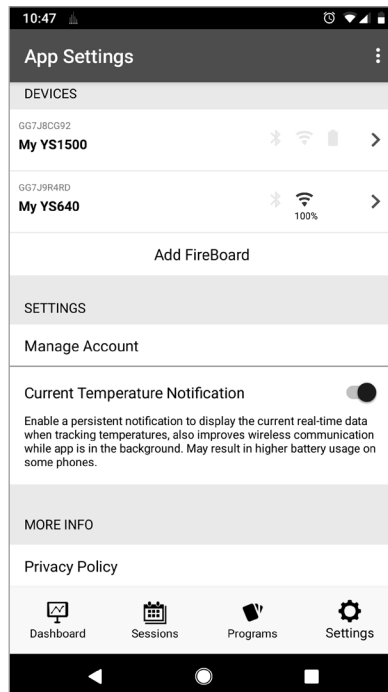 10:47
App Settings
DEVICES
GG7J8CG92
My YS1500
GG7J9R4RD
My YS640
100%
Add FireBoard
SETTINGS
Manage Account
Current Temperature Notification
Enable a persistent notification to display the current real-time data
when tracking temperatures, also improves wireless communication
while app is in the background. May result in higher battery usage on
some phones.
MORE INFO
Privacy Policy
Dashboard Sessions Programs Settings